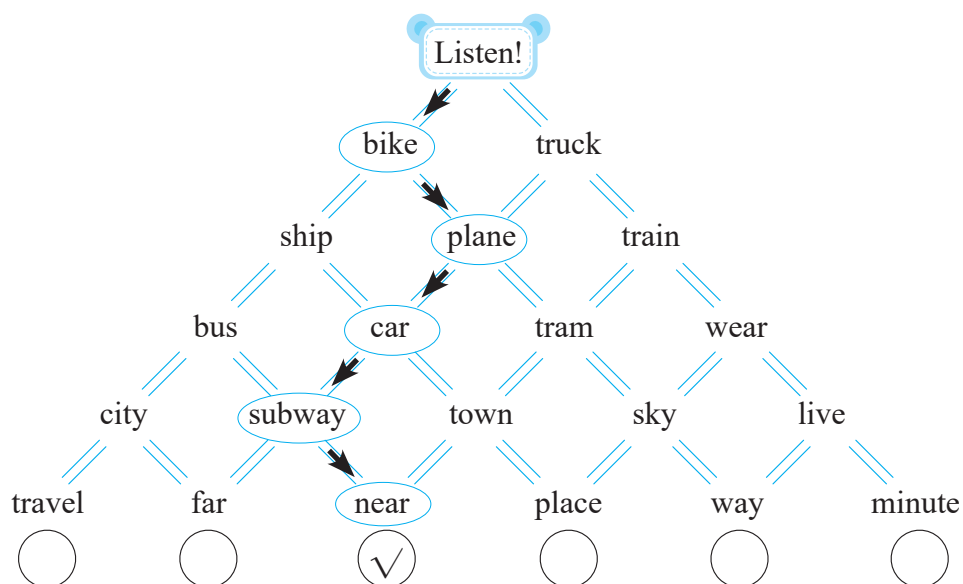 Listen!
bike truck
ship plane train
bus car tram wear
city subway town sky live
travel far near place way minute
√